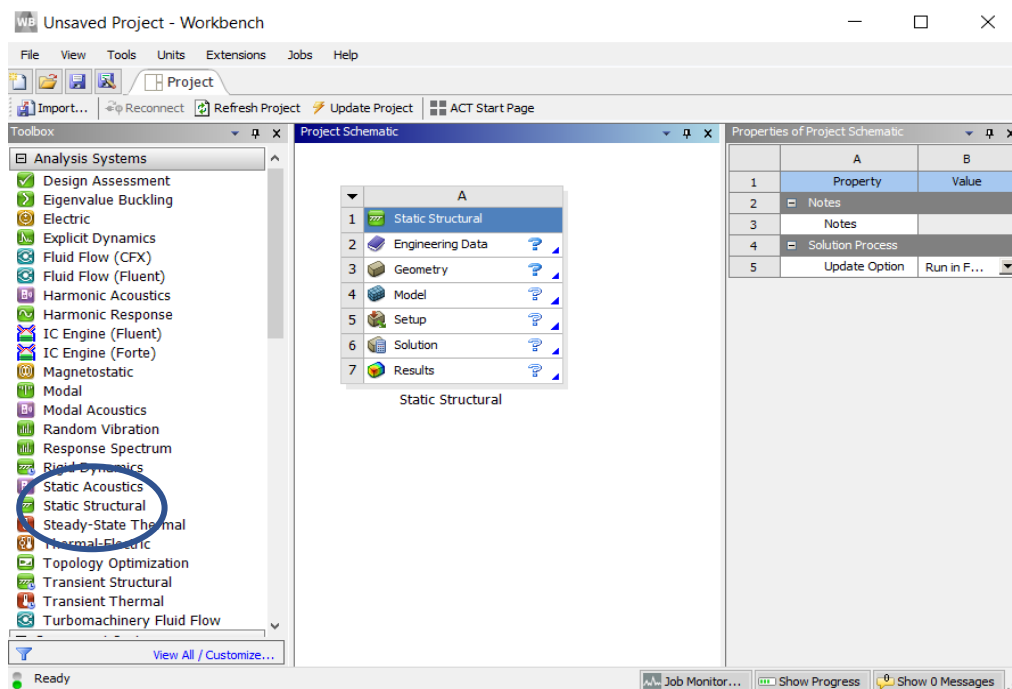 WB Unsaved Project - Workbench
File View Tools Units Extensions Jobs Help
Project
Import... Reconnect Refresh Project Update Project ACT Start Page
Toolbox
Analysis Systems
Design Assessment
Eigenvalue Buckling
Electric
Explicit Dynamics
Fluid Flow (CFX)
Fluid Flow (Fluent)
Harmonic Acoustics
Harmonic Response
IC Engine (Fluent)
IC Engine (Forte)
Magnetostatic
Modal
Modal Acoustics
Random Vibration
Response Spectrum
Rigid Dynamics
Static Acoustics
Static Structural
Steady-State Thermal
Thermal-Electric
Topology Optimization
Transient Structural
Transient Thermal
Turbomachinery Fluid Flow
View All / Customize...
Project Schematic
A
1 Static Structural
2 Engineering Data ?
3 Geometry ?
4 Model ?
5 Setup ?
6 Solution ?
7 Results ?
Static Structural
Properties of Project Schematic
A B
1 Property Value
2 Notes
3 Notes
4 Solution Process
5 Update Option Run in F...
Ready
Job Monitor... Show Progress 0 Show 0 Messages